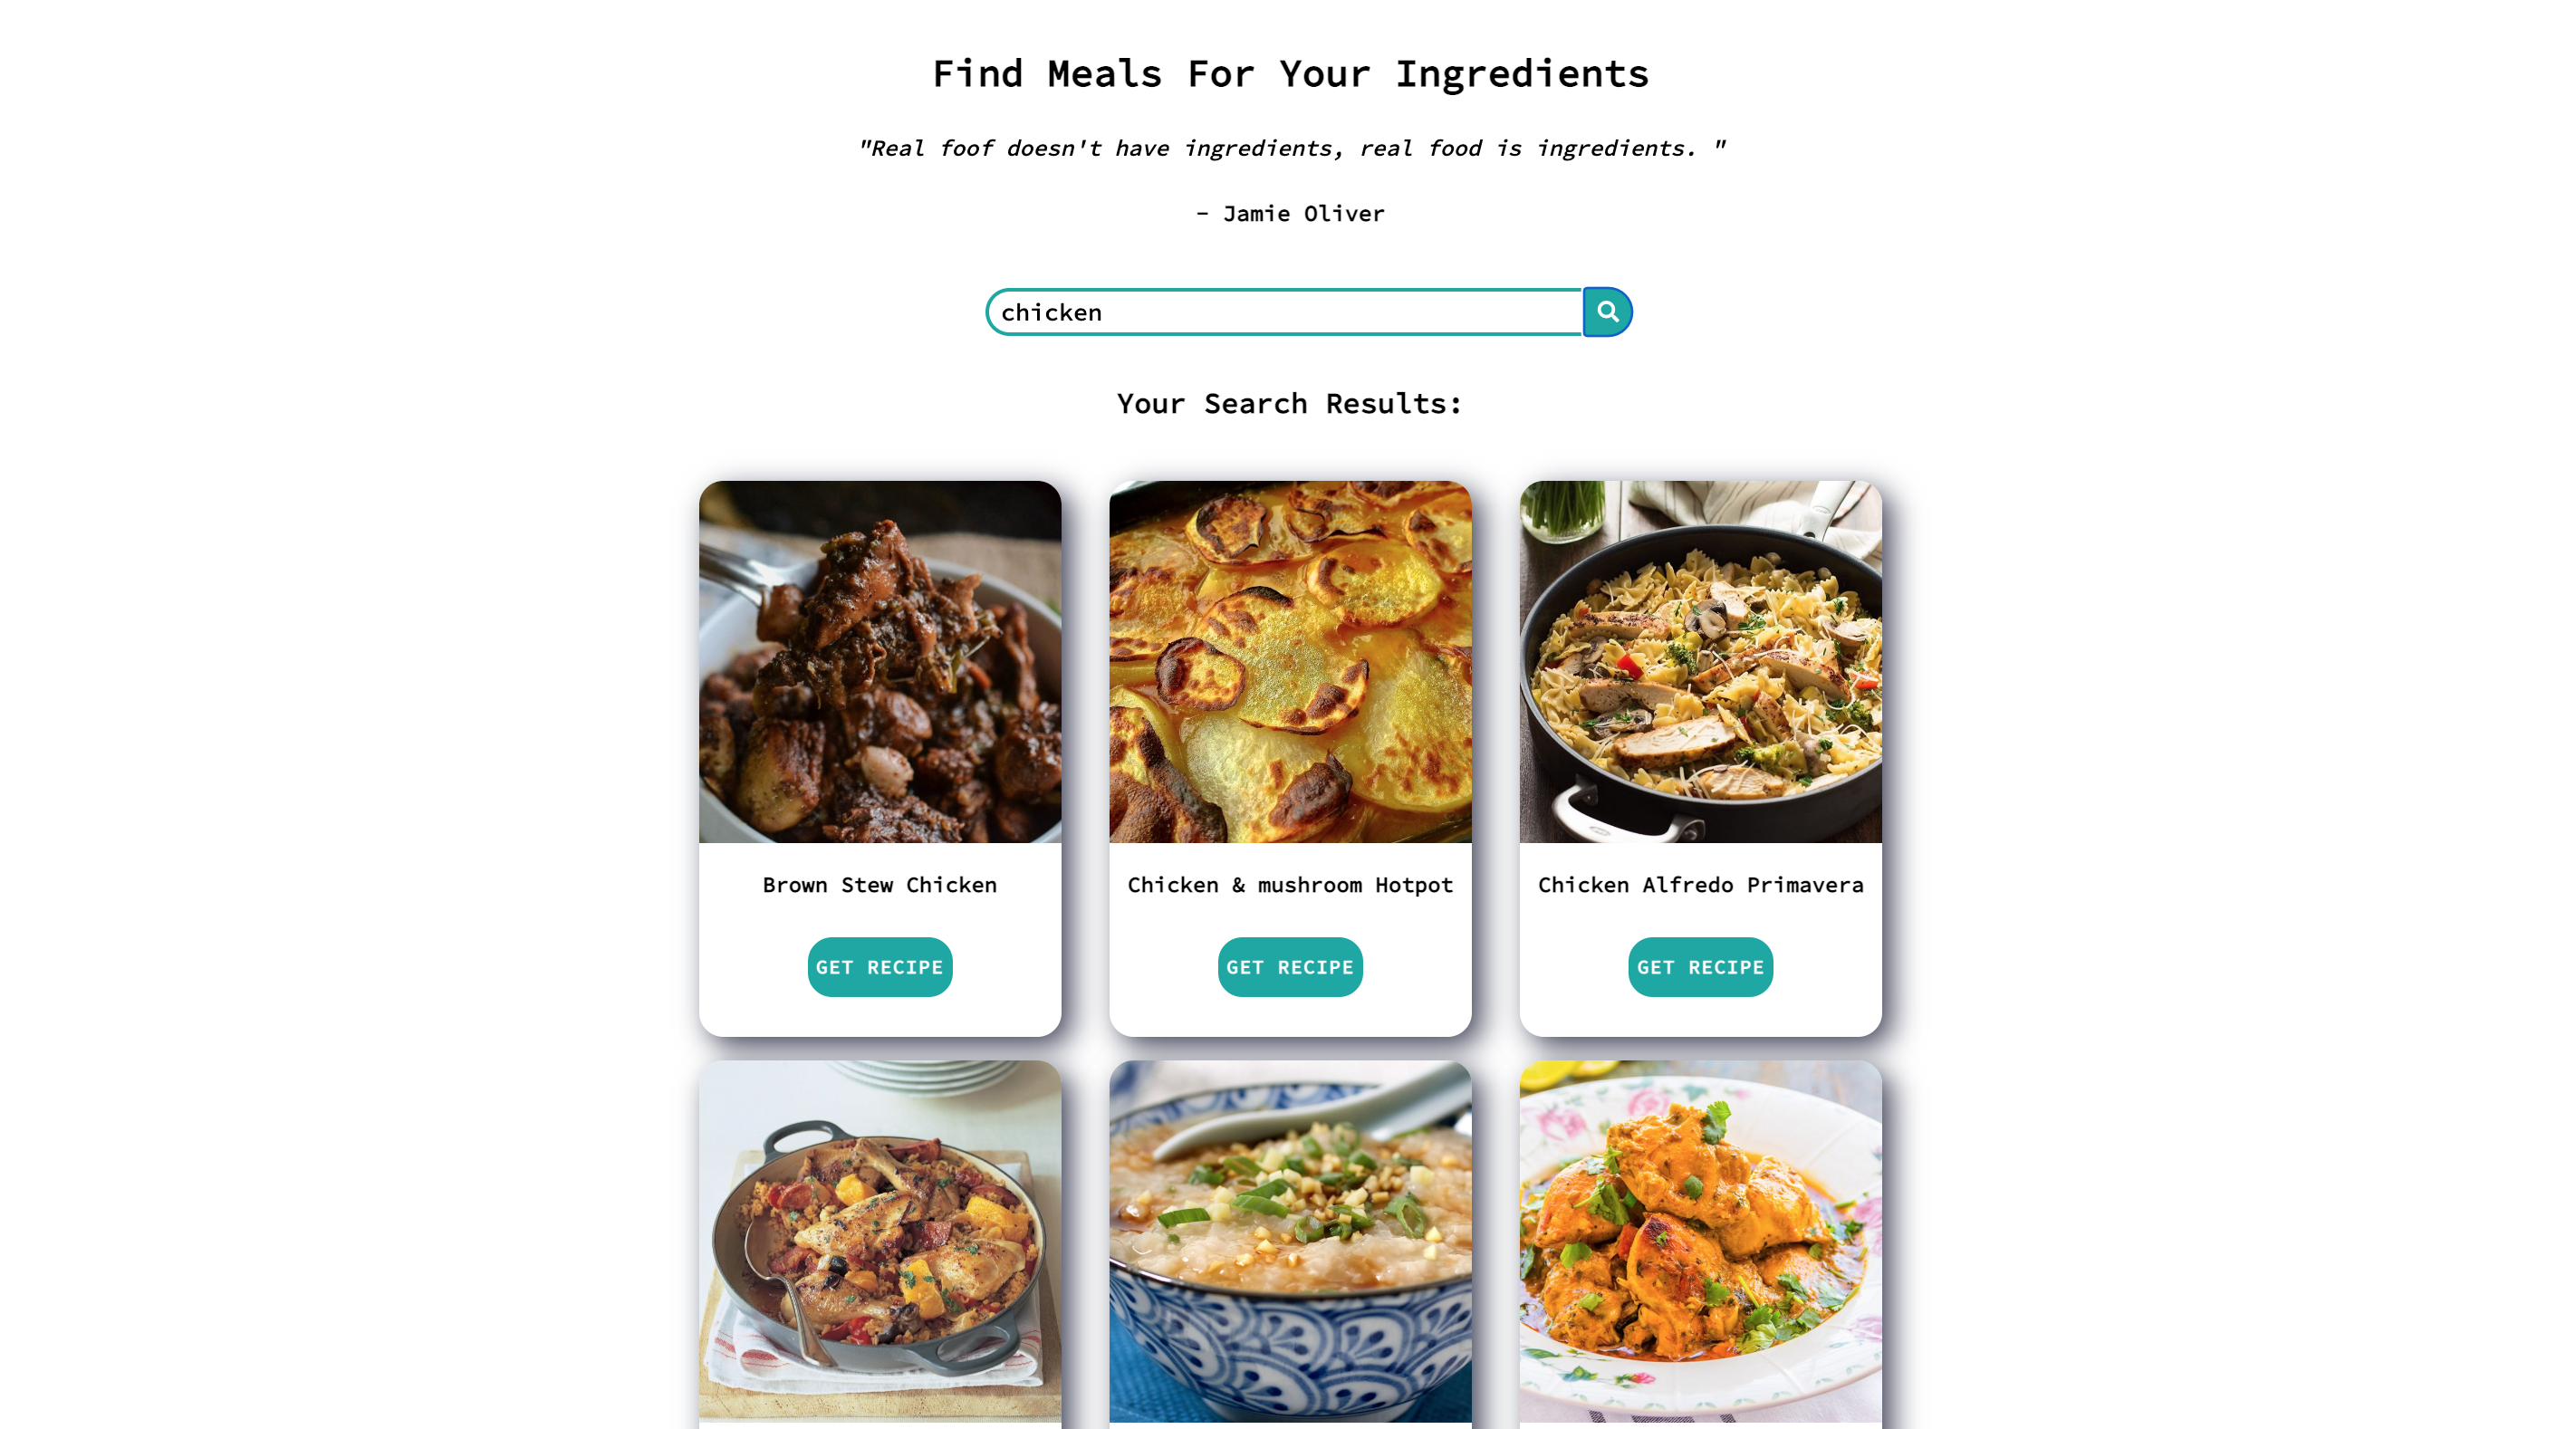 Find Meals For Your Ingredients
"Real foof doesn't have ingredients, real food is ingredients. "
- Jamie Oliver
chicken
Your Search Results:
Brown Stew Chicken
Chicken & mushroom Hotpot
Chicken Alfredo Primavera
GET RECIPE
GET RECIPE
GET RECIPE